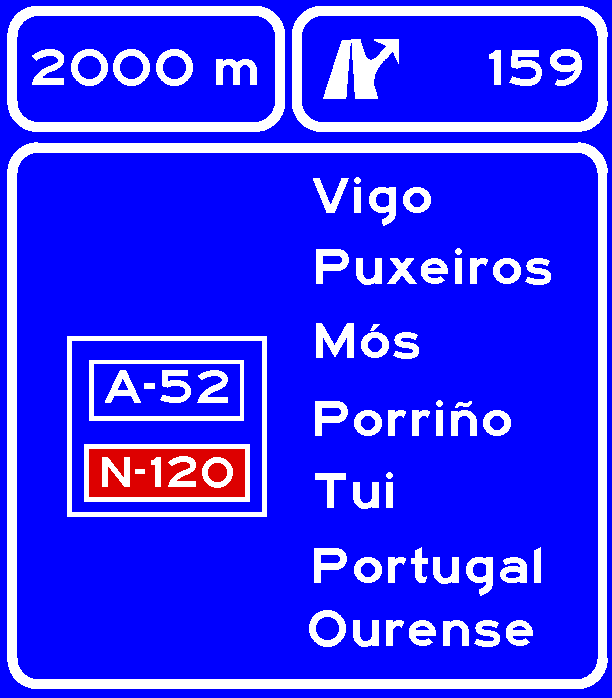 2000 m
159
Vigo
Puxeiros
Mós
A-52
Porriño
N-120
Tui
Portugal
Ourense